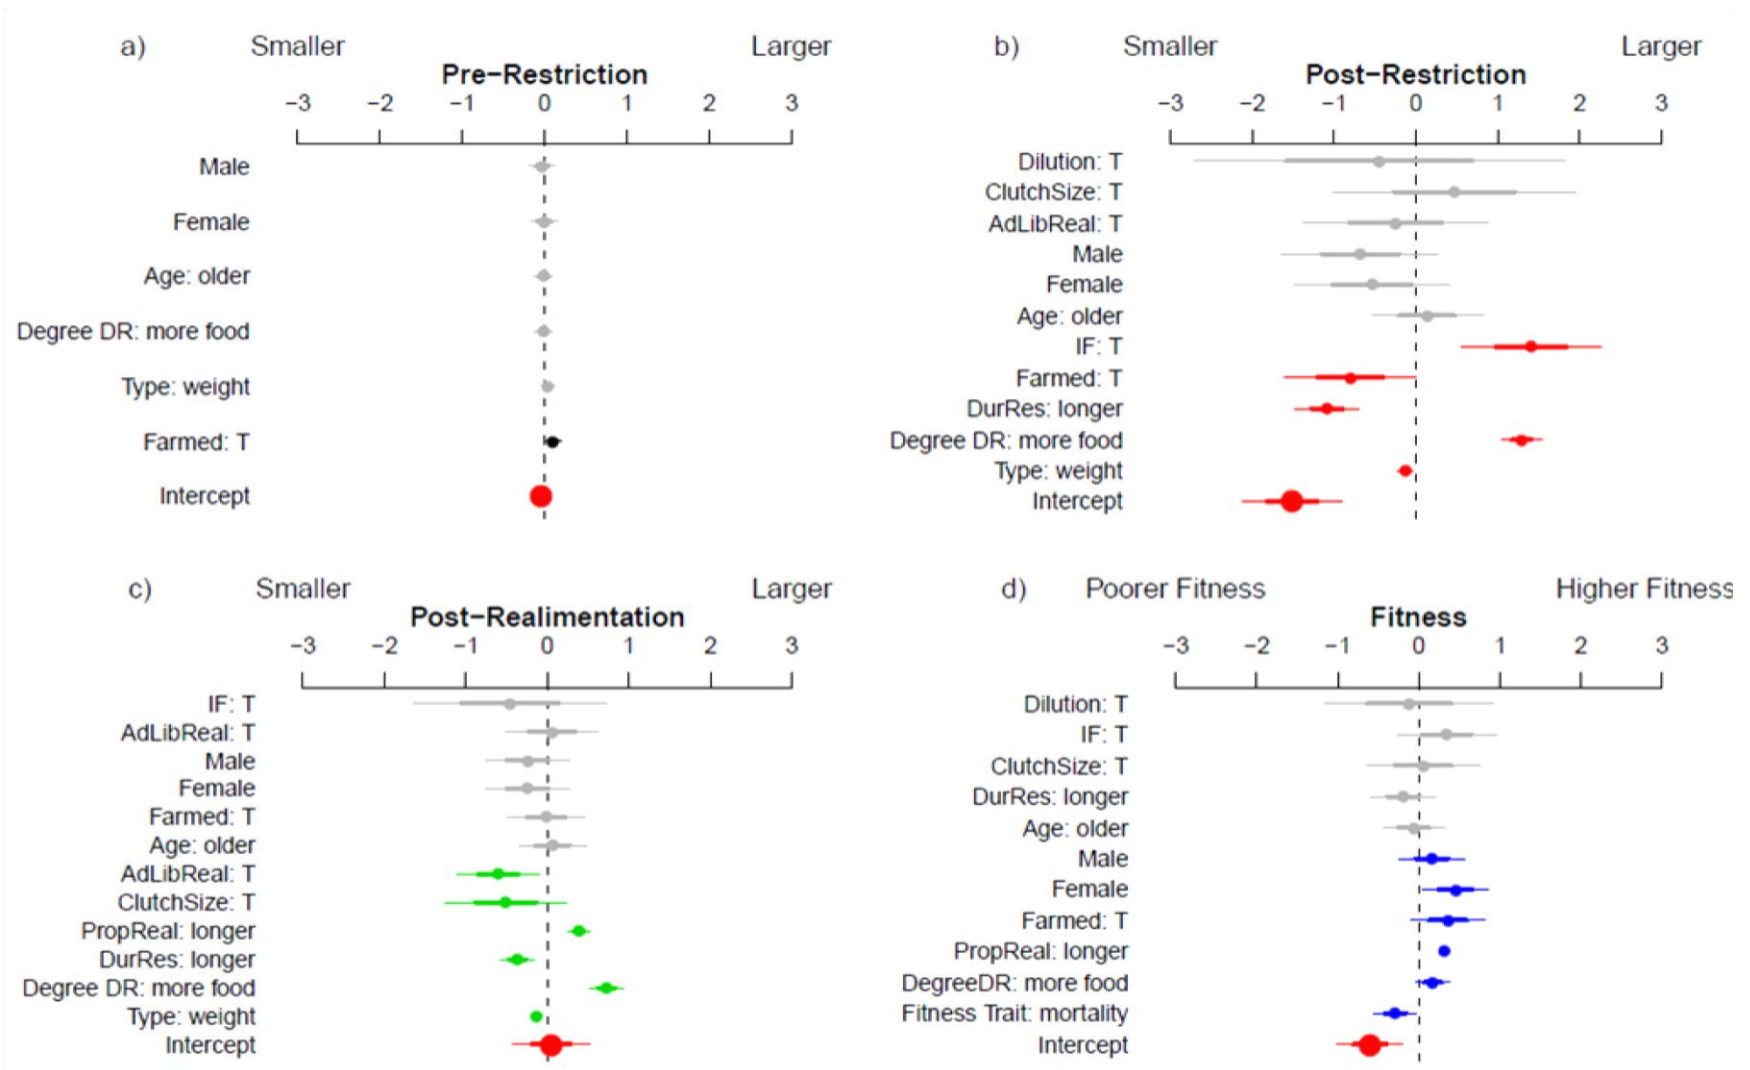 a) Smaller Larger
Pre−Restriction
−3 −2 −1 0 1 2 3
Male
Female
Age: older
Degree DR: more food
Type: weight
Farmed: T
Intercept
b) Smaller Larger
Post−Restriction
−3 −2 −1 0 1 2 3
Dilution: T
ClutchSize: T
AdLibReal: T
Male
Female
Age: older
IF: T
Farmed: T
DurRes: longer
Degree DR: more food
Type: weight
Intercept
c) Smaller Larger
Post−Realimentation
−3 −2 −1 0 1 2 3
IF: T
AdLibReal: T
Male
Female
Farmed: T
Age: older
AdLibReal: T
ClutchSize: T
PropReal: longer
DurRes: longer
Degree DR: more food
Type: weight
Intercept
d) Poorer Fitness Higher Fitness
Fitness
−3 −2 −1 0 1 2 3
Dilution: T
IF: T
ClutchSize: T
DurRes: longer
Age: older
Male
Female
Farmed: T
PropReal: longer
DegreeDR: more food
Fitness Trait: mortality
Intercept